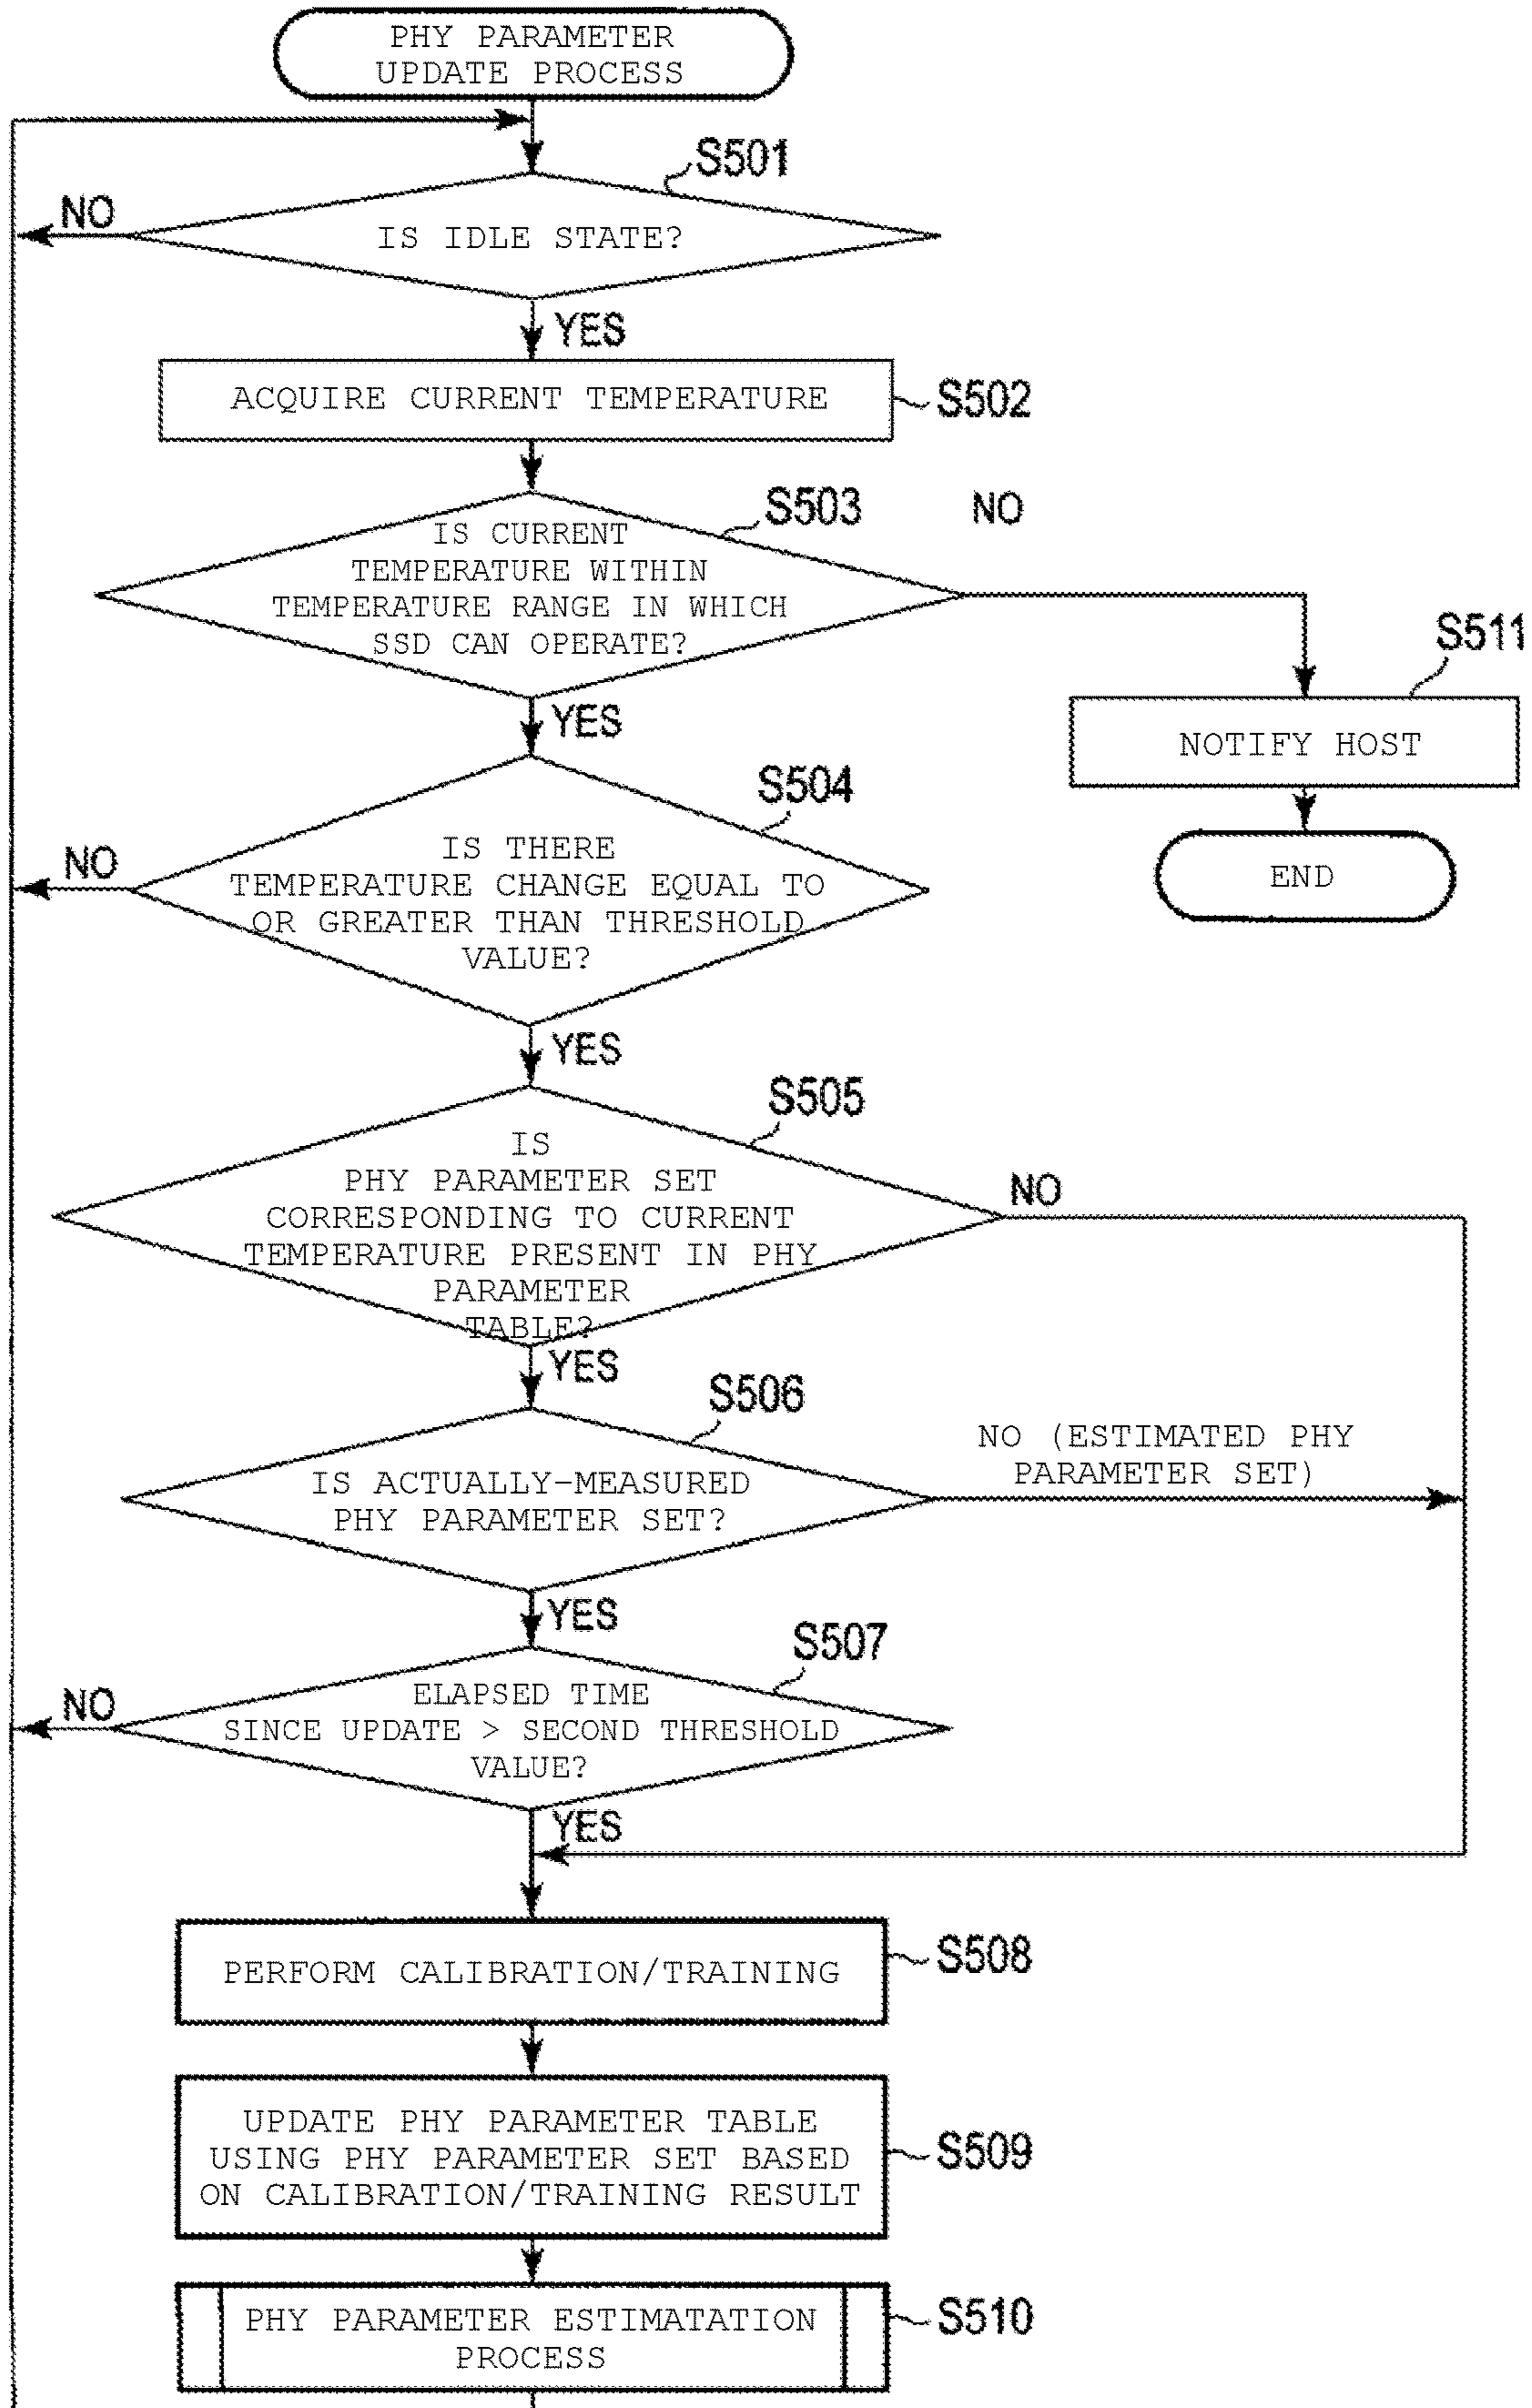 PHY PARAMETER
UPDATE PROCESS
S501
NO
IS IDLE STATE?
YES
ACQUIRE CURRENT TEMPERATURE
S502
S503
NO
IS CURRENT
TEMPERATURE WITHIN
TEMPERATURE RANGE IN WHICH
SSD CAN OPERATE?
S511
YES
NOTIFY HOST
S504
NO
IS THERE
TEMPERATURE CHANGE EQUAL TO
OR GREATER THAN THRESHOLD
VALUE?
END
YES
S505
IS
PHY PARAMETER SET
CORRESPONDING TO CURRENT
TEMPERATURE PRESENT IN PHY
PARAMETER
TABLE?
NO
YES
S506
NO (ESTIMATED PHY
PARAMETER SET)
IS ACTUALLY-MEASURED
PHY PARAMETER SET?
YES
S507
NO
ELAPSED TIME
SINCE UPDATE > SECOND THRESHOLD
VALUE?
YES
PERFORM CALIBRATION/TRAINING
S508
UPDATE PHY PARAMETER TABLE
USING PHY PARAMETER SET BASED
ON CALIBRATION/TRAINING RESULT
S509
PHY PARAMETER ESTIMATATION
PROCESS
S510